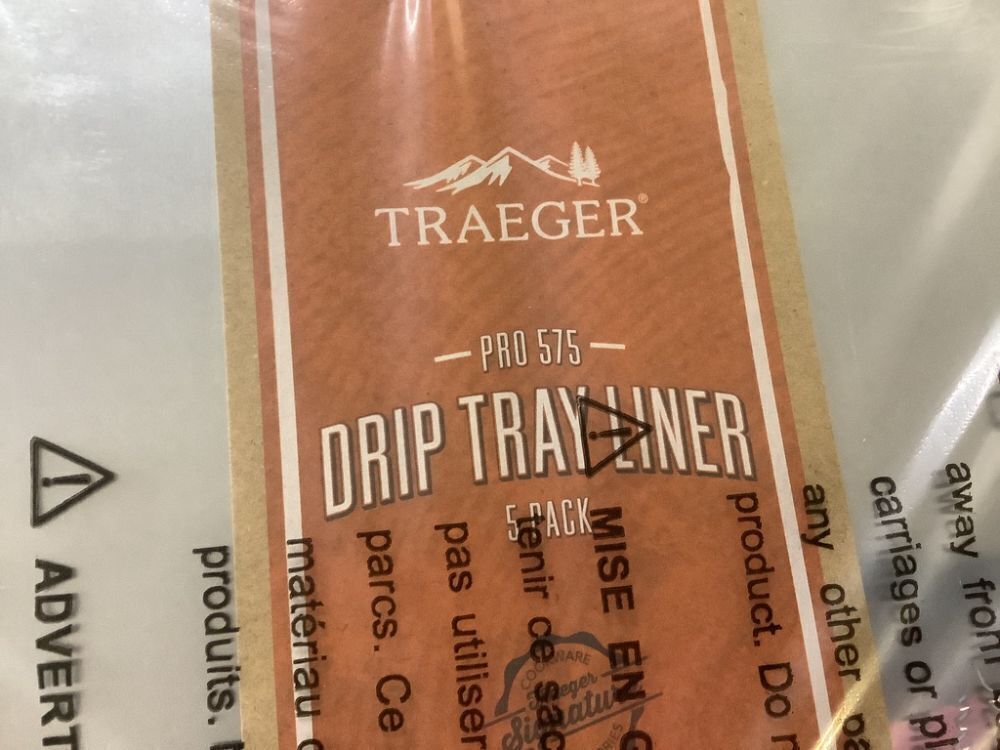 TRAEGER®
PRO 575
DRIP TRAY LINER
5 PACK
COOKWARE
Traeger
Signature
away from
carriages or
any other
product. Do
MISE EN
tenir ce sac
pas utiliser
parcs. Ce
matériau
produits.
ADVERT